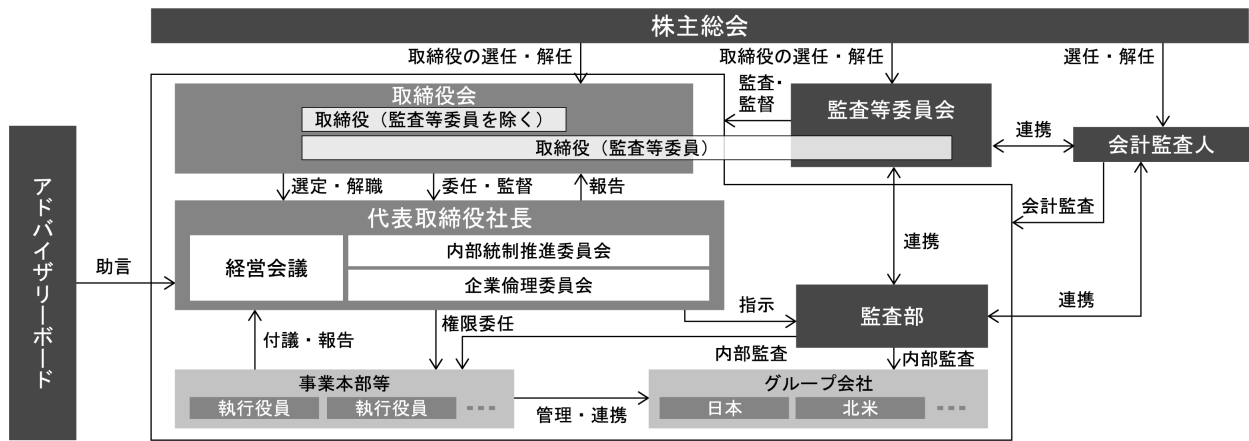 株主総会
取締役の選任・解任
取締役の選任・解任
選任・解任
取締役会
取締役（監査等委員を除く）
取締役（監査等委員）
監査・
監督
監査等委員会
連携
会計監査人
アドバイザリーボード
選定・解職
委任・監督
報告
会計監査
代表取締役社長
経営会議
内部統制推進委員会
企業倫理委員会
連携
助言
指示
監査部
連携
付議・報告
権限委任
内部監査
内部監査
事業本部等
執行役員
執行役員
管理・連携
グループ会社
日本
北米